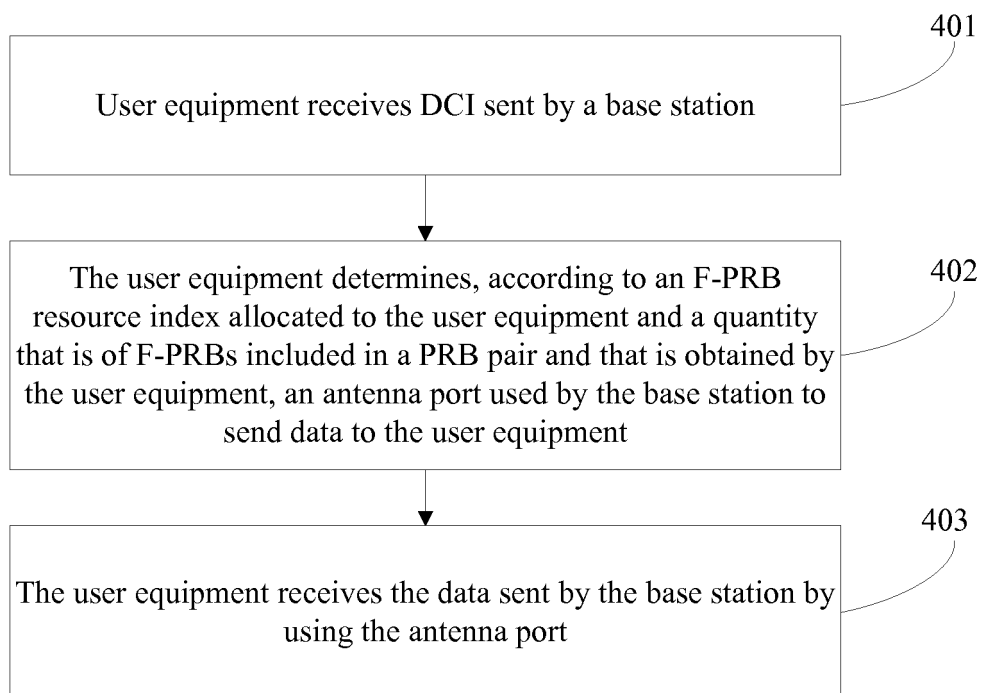 401
User equipment receives DCI sent by a base station
402
The user equipment determines, according to an F-PRB
resource index allocated to the user equipment and a quantity
that is of F-PRBs included in a PRB pair and that is obtained by
the user equipment, an antenna port used by the base station to
send data to the user equipment
403
The user equipment receives the data sent by the base station by
using the antenna port